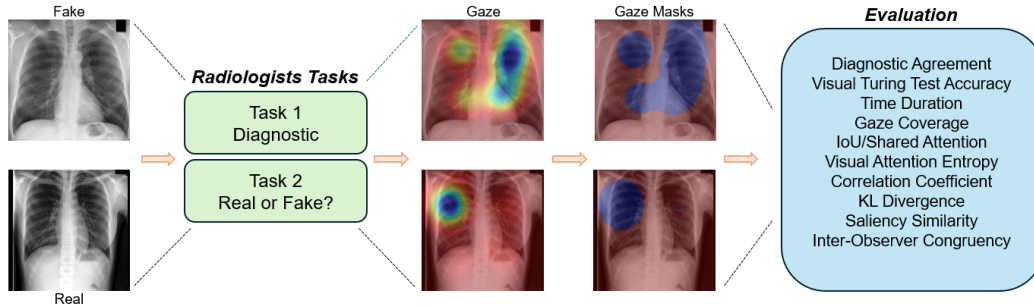 Fake
Real
Radiologists Tasks
Task 1
Diagnostic
Task 2
Real or Fake?
Gaze
Gaze Masks
Evaluation
Diagnostic Agreement
Visual Turing Test Accuracy
Time Duration
Gaze Coverage
IoU/Shared Attention
Visual Attention Entropy
Correlation Coefficient
KL Divergence
Saliency Similarity
Inter-Observer Congruency